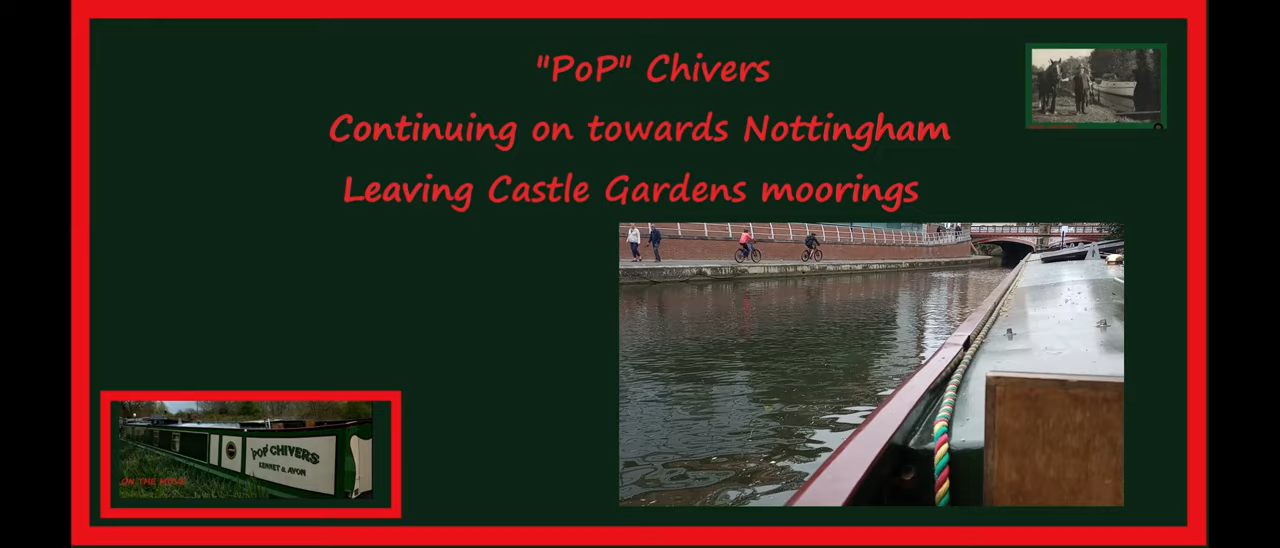 "PoP" Chivers
Continuing on towards Nottingham
Leaving Castle Gardens moorings
"POP" CHIVERS
KENNET & AVON
ON THE MOVE